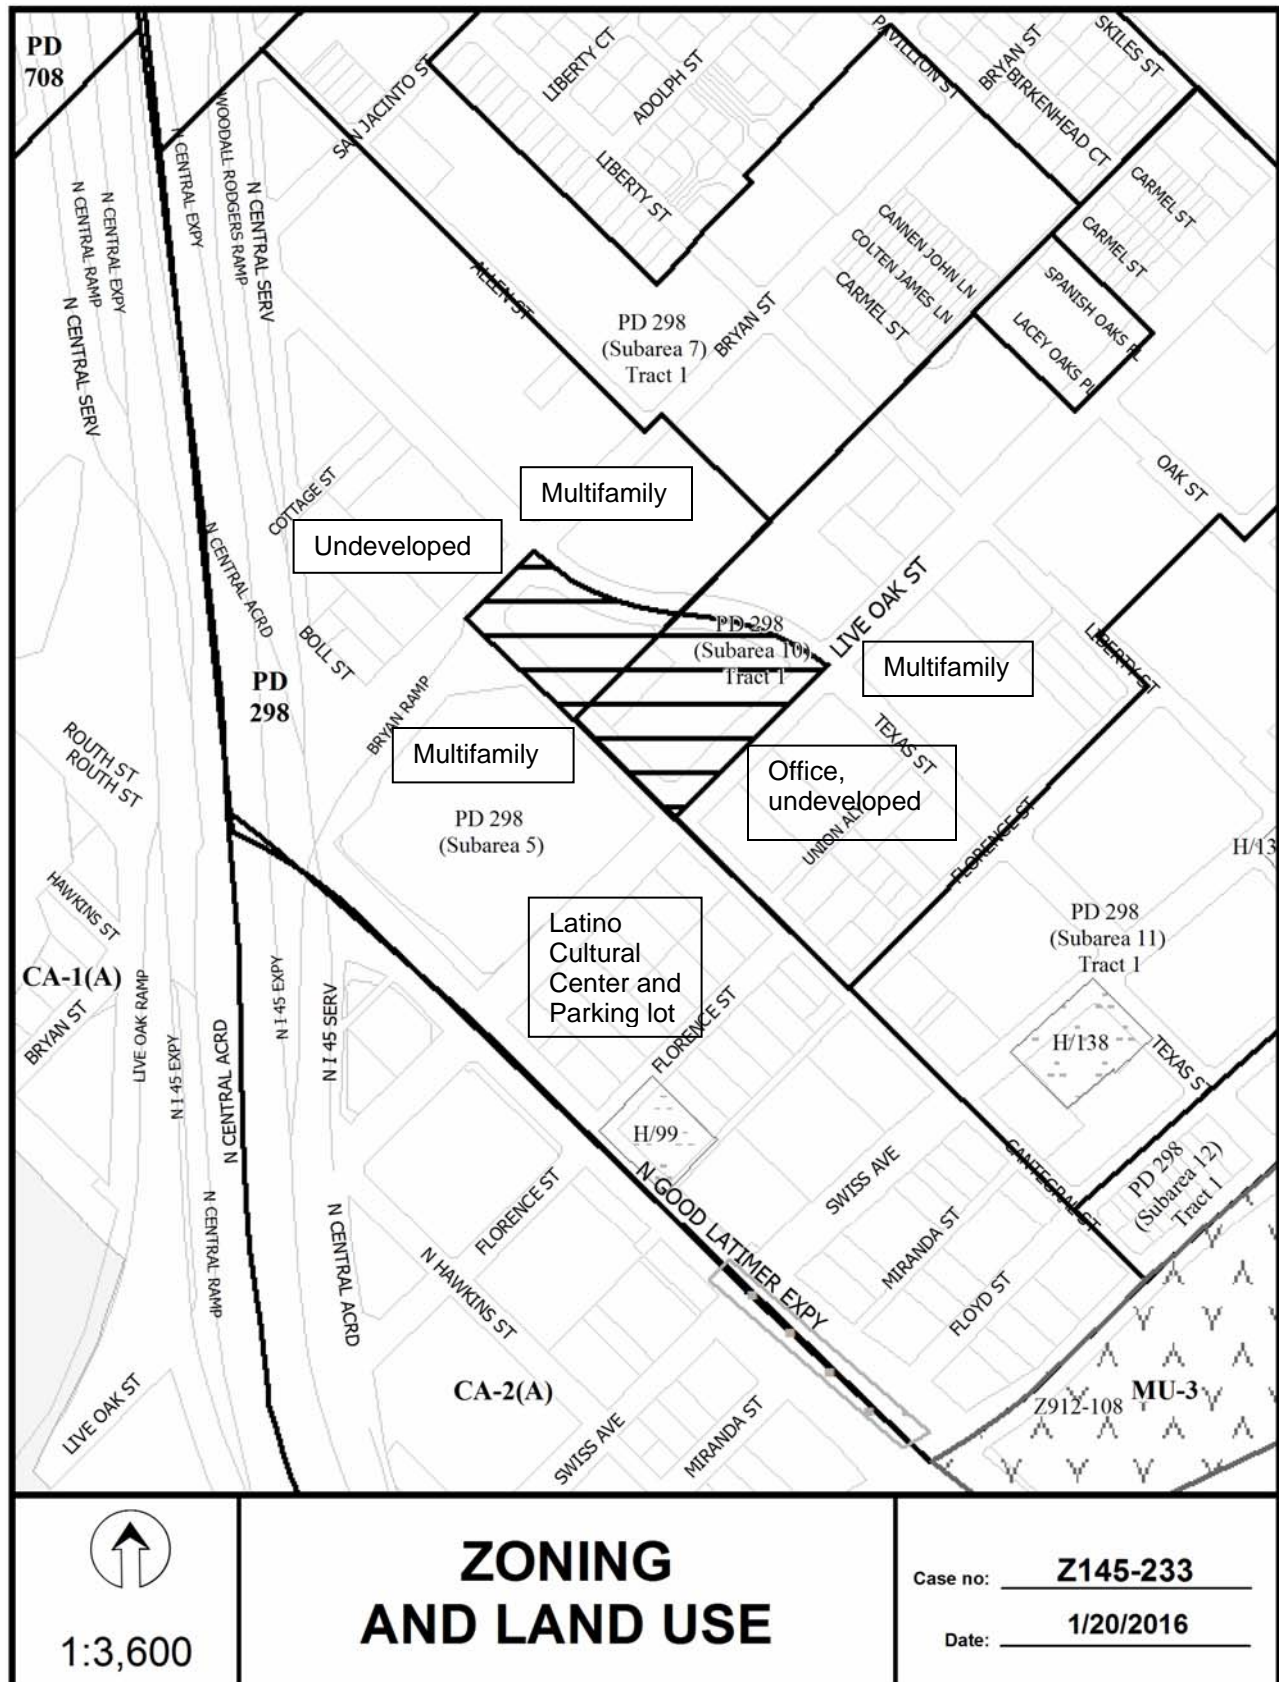 PD
708
SAN JACINTO ST
LIBERTY CT
ADOLPH ST
PAVILLION ST
BRYAN ST
SKILES ST
BIRKENHEAD CT
N CENTRAL EXPY
WOODALL RODGERS RAMP
N CENTRAL SERV
N CENTRAL RAMP
N CENTRAL EXPY
N CENTRAL SERV
LIBERTY ST
CARMEL ST
CARMEL ST
CANNEN JOHN LN
COLTEN JAMES LN
CARMEL ST
SPANISH OAKS PL
LACEY OAKS PL
ALLEN ST
PD 298
(Subarea 7)
Tract 1
BRYAN ST
OAK ST
COTTAGE ST
Multifamily
Undeveloped
N CENTRAL ACRD
BOLL ST
PD 298
(Subarea 10)
Tract 1
LIVE OAK ST
Multifamily
LIBERTY ST
PD
298
BRYAN RAMP
Multifamily
TEXAS ST
Office,
undeveloped
UNION ALY
ROUTH ST
ROUTH ST
PD 298
(Subarea 5)
FLORENCE ST
H/13
HAWKINS ST
CA-1(A)
BRYAN ST
LIVE OAK RAMP
N I 45 EXPY
N CENTRAL ACRD
N I 45 EXPY
N I 45 SERV
Latino
Cultural
Center and
Parking lot
FLORENCE ST
PD 298
(Subarea 11)
Tract 1
H/138
TEXAS ST
H/99
N GOOD LATIMER EXPY
SWISS AVE
CANTEGRAL ST
PD 298
(Subarea 12)
Tract 1
FLORENCE ST
MIRANDA ST
FLOYD ST
N CENTRAL RAMP
N CENTRAL ACRD
N HAWKINS ST
CA-2(A)
LIVE OAK ST
SWISS AVE
MIRANDA ST
Z912-108
MU-3
1:3,600
ZONING
AND LAND USE
Case no: Z145-233
Date: 1/20/2016